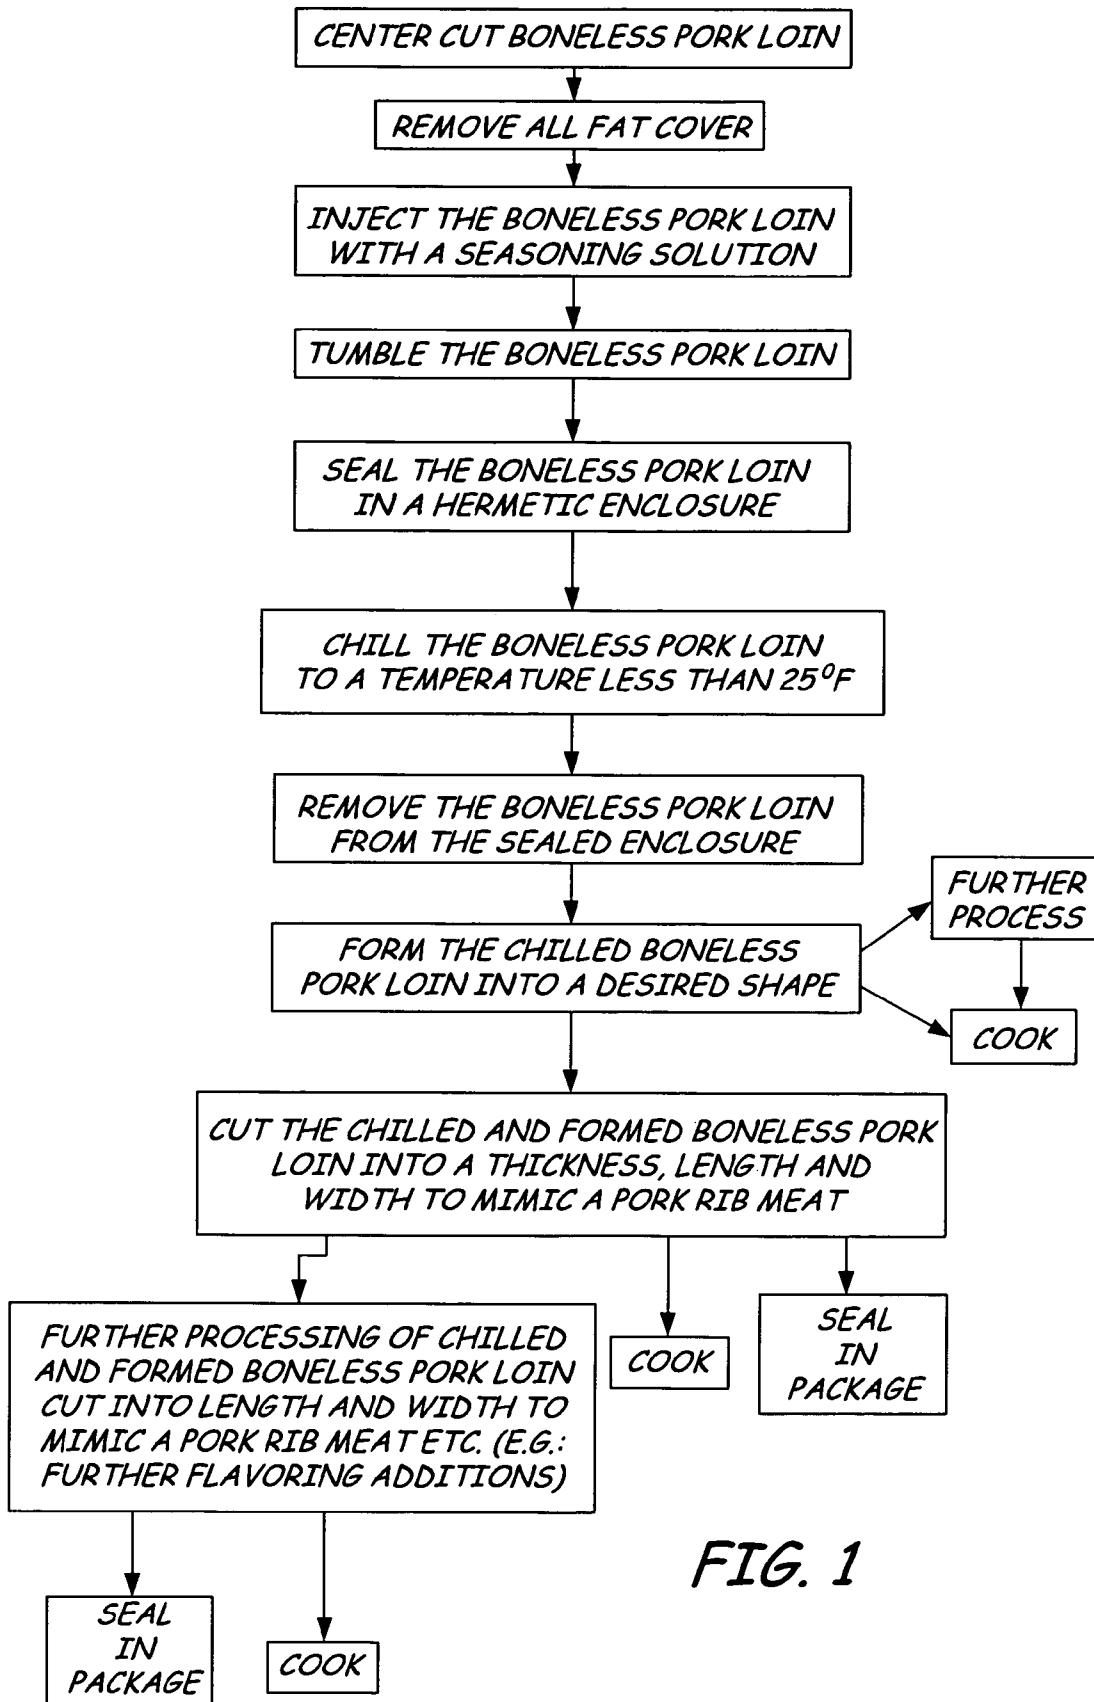 CENTER CUT BONELESS PORK LOIN
REMOVE ALL FAT COVER
INJECT THE BONELESS PORK LOIN
WITH A SEASONING SOLUTION
TUMBLE THE BONELESS PORK LOIN
SEAL THE BONELESS PORK LOIN
IN A HERMETIC ENCLOSURE
CHILL THE BONELESS PORK LOIN
TO A TEMPERATURE LESS THAN 25⁰F
REMOVE THE BONELESS PORK LOIN
FROM THE SEALED ENCLOSURE
FORM THE CHILLED BONELESS
PORK LOIN INTO A DESIRED SHAPE
FURTHER
PROCESS
COOK
CUT THE CHILLED AND FORMED BONELESS PORK
LOIN INTO A THICKNESS, LENGTH AND
WIDTH TO MIMIC A PORK RIB MEAT
FURTHER PROCESSING OF CHILLED
AND FORMED BONELESS PORK LOIN
CUT INTO LENGTH AND WIDTH TO
MIMIC A PORK RIB MEAT ETC. (E.G.:
FURTHER FLAVORING ADDITIONS)
COOK
SEAL
IN
PACKAGE
SEAL
IN
PACKAGE
COOK
FIG. 1